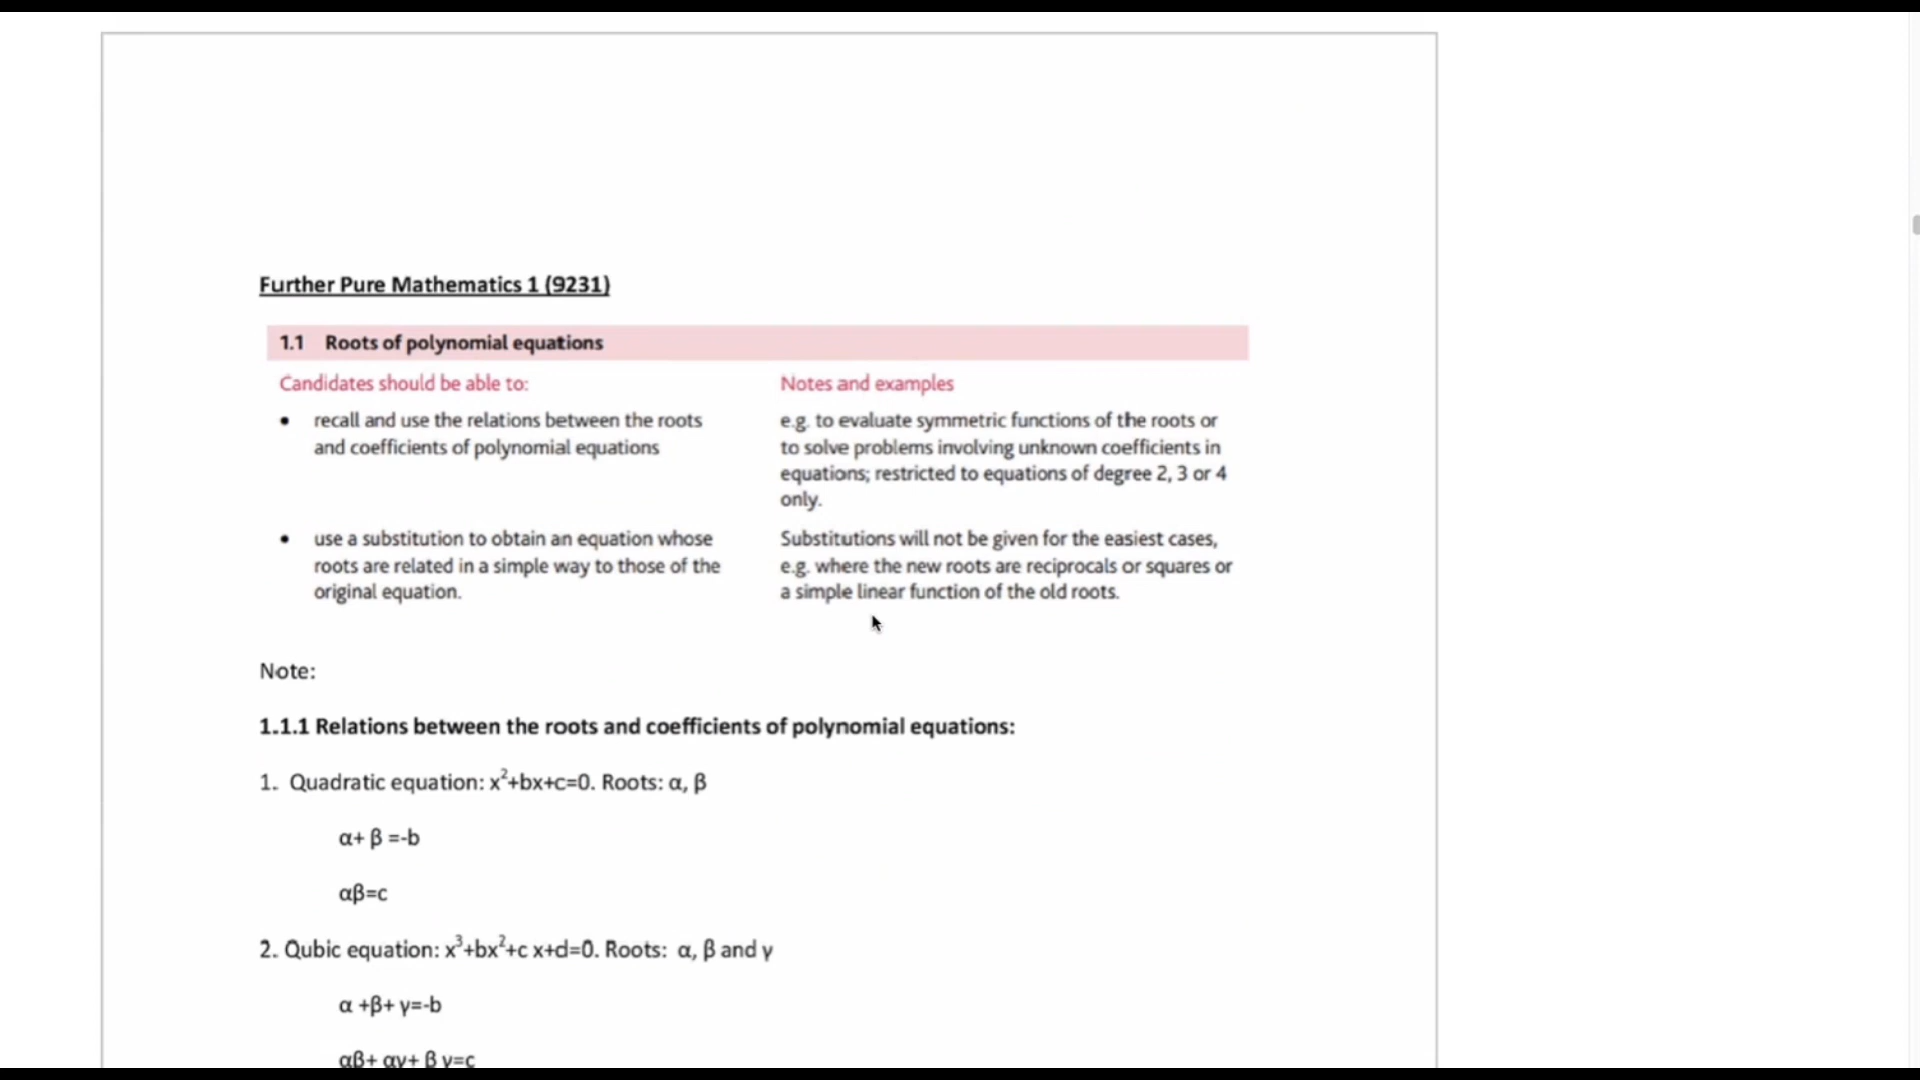 Further Pure Mathematics 1 (9231)
1.1 Roots of polynomial equations
Candidates should be able to:
• recall and use the relations between the roots
and coefficients of polynomial equations
• use a substitution to obtain an equation whose
roots are related in a simple way to those of the
original equation.
Notes and examples
e.g. to evaluate symmetric functions of the roots or
to solve problems involving unknown coefficients in
equations; restricted to equations of degree 2, 3 or 4
only.
Substitutions will not be given for the easiest cases,
e.g. where the new roots are reciprocals or squares or
a simple linear function of the old roots.
Note:
1.1.1 Relations between the roots and coefficients of polynomial equations:
1. Quadratic equation: x²+bx+c=0. Roots: α, β
α+ β =-b
αβ=c
2. Qubic equation: x³+bx²+c x+d=0. Roots: α, β and γ
α +β+ γ=-b
αβ+ αγ+ β γ=c